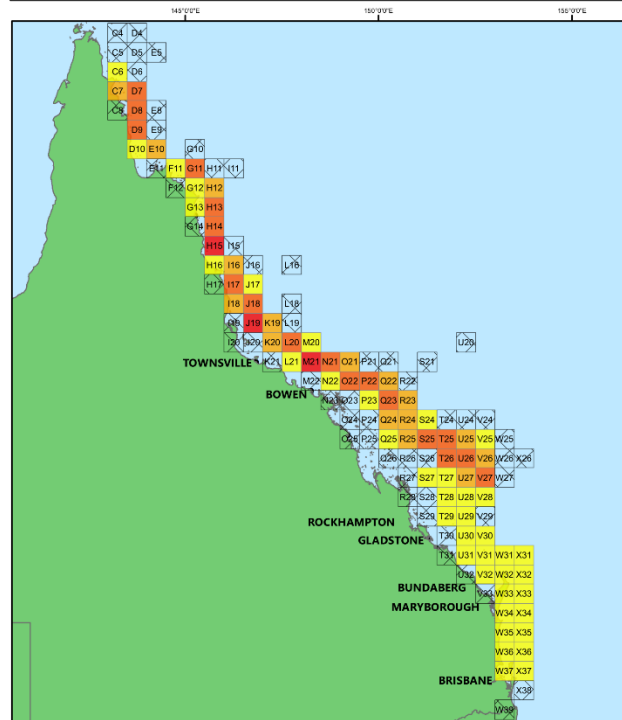 145°0'0"E 150°0'0"E 155°0'0"E
C4 D4
C5 D5 E5
C6 D6
C7 D7
C8 D8 E8
D9 E9
D10 E10 G10
E11 F11 G11 H11 I11
F12 G12 H12
G13 H13
G14 H14
H15 I15
H16 I16 J16 L16
H17 I17 J17
I18 J18 L18
I19 J19 K19 L19
I20 J20 K20 L20 M20 U20
TOWNSVILLE K21 L21 M21 N21 O21 P21 Q21 S21
M22 N22 O22 P22 Q22 R22
BOWEN N23 O23 P23 Q23 R23
O24 P24 Q24 R24 S24 T24 U24 V24
O25 P25 Q25 R25 S25 T25 U25 V25 W25
Q26 R26 S26 T26 U26 V26 W26 X26
R27 S27 T27 U27 V27 W27
R28 S28 T28 U28 V28
ROCKHAMPTON S29 T29 U29 V29
GLADSTONE T30 U30 V30
T31 U31 V31 W31 X31
BUNDABERG U32 V32 W32 X32
MARYBOROUGH V33 W33 X33
W34 X34
W35 X35
W36 X36
BRISBANE W37 X37
X38
W39